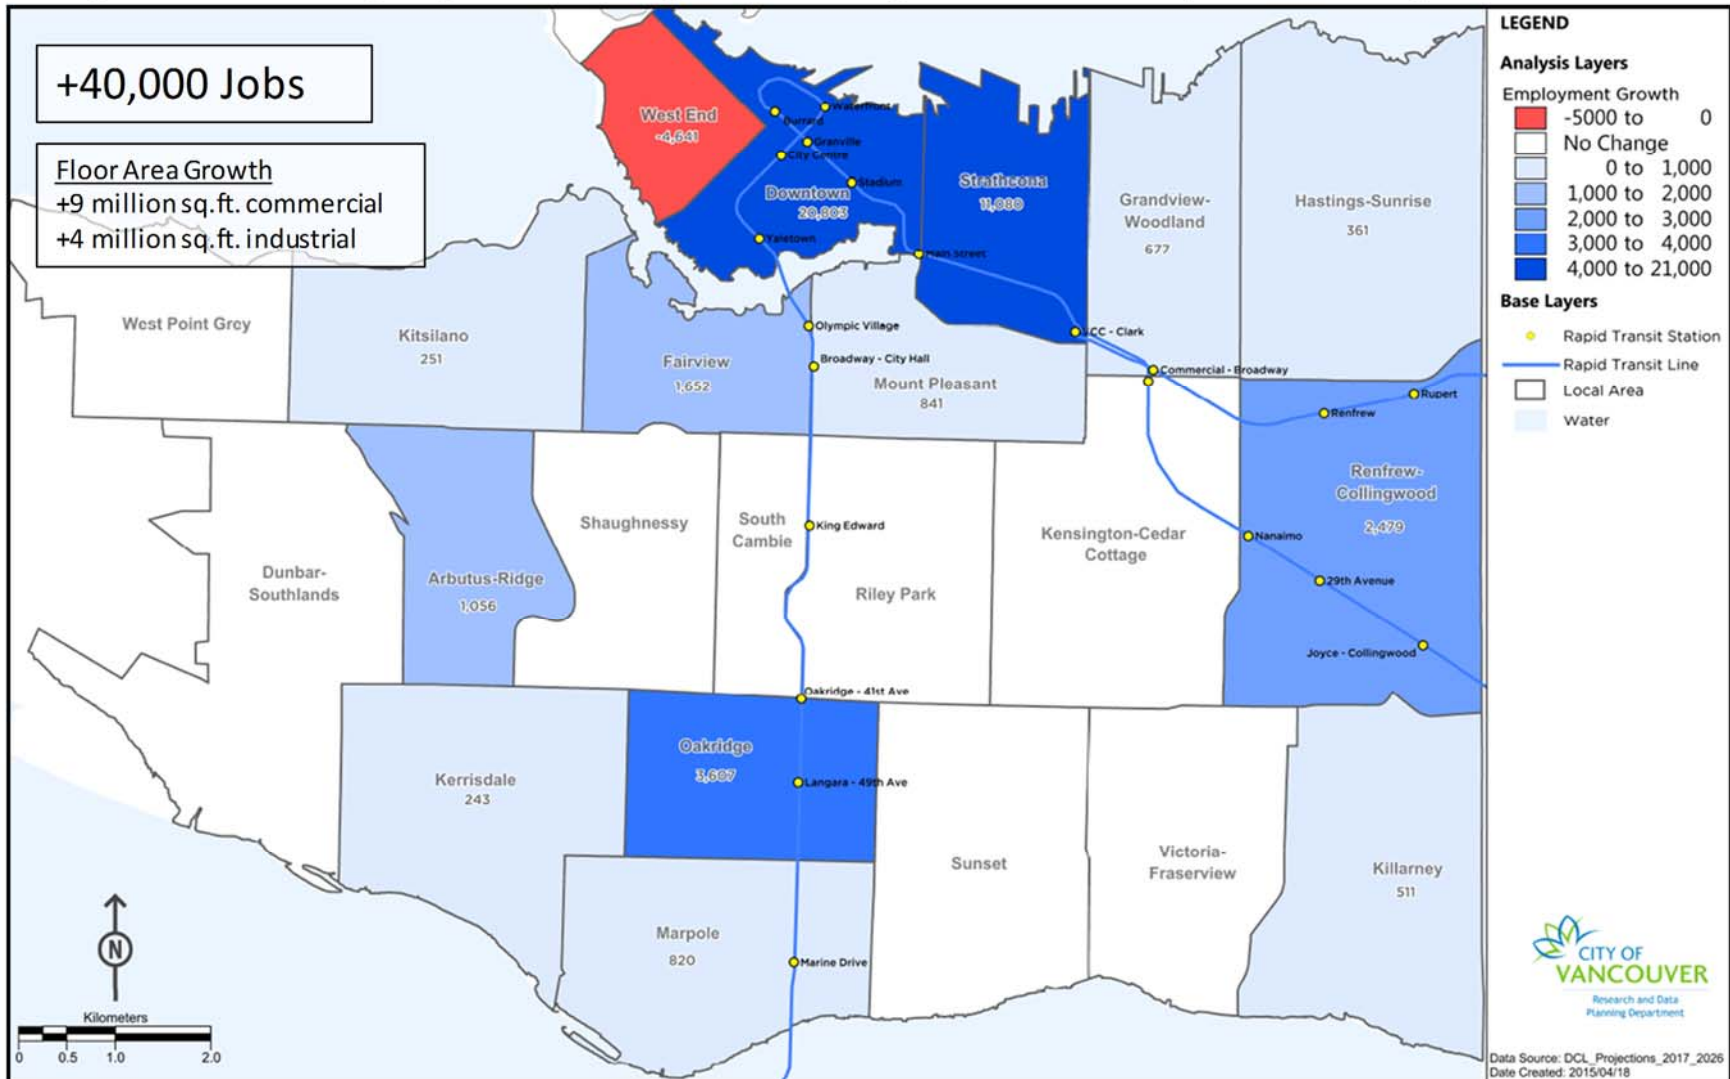 +40,000 Jobs
Floor Area Growth
+9 million sq.ft. commercial
+4 million sq.ft. industrial
West End
-4,641
Waterfront
Burrard
Granville
City Centre
Stadium
Downtown
20,803
Yaletown
Main Street
Strathcona
11,080
Grandview-
Woodland
677
Hastings-Sunrise
361
West Point Grey
Kitsilano
251
Fairview
1,652
Olympic Village
Broadway - City Hall
Mount Pleasant
841
VCC - Clark
Commercial - Broadway
Renfrew
Rupert
Renfrew-
Collingwood
2,479
Nanaimo
29th Avenue
Joyce - Collingwood
Dunbar-
Southlands
Arbutus-Ridge
1,056
Shaughnessy
South
Cambie
King Edward
Riley Park
Kensington-Cedar
Cottage
Oakridge - 41st Ave
Kerrisdale
243
Oakridge
3,607
Langara - 49th Ave
Marpole
820
Marine Drive
Sunset
Victoria-
Fraserview
Killarney
511
N
Kilometers
0 0.5 1.0 2.0
LEGEND
Analysis Layers
Employment Growth
-5000 to 0
No Change
0 to 1,000
1,000 to 2,000
2,000 to 3,000
3,000 to 4,000
4,000 to 21,000
Base Layers
Rapid Transit Station
Rapid Transit Line
Local Area
Water
CITY OF
VANCOUVER
Research and Data
Planning Department
Data Source: DCL_Projections_2017_2026
Date Created: 2015/04/18